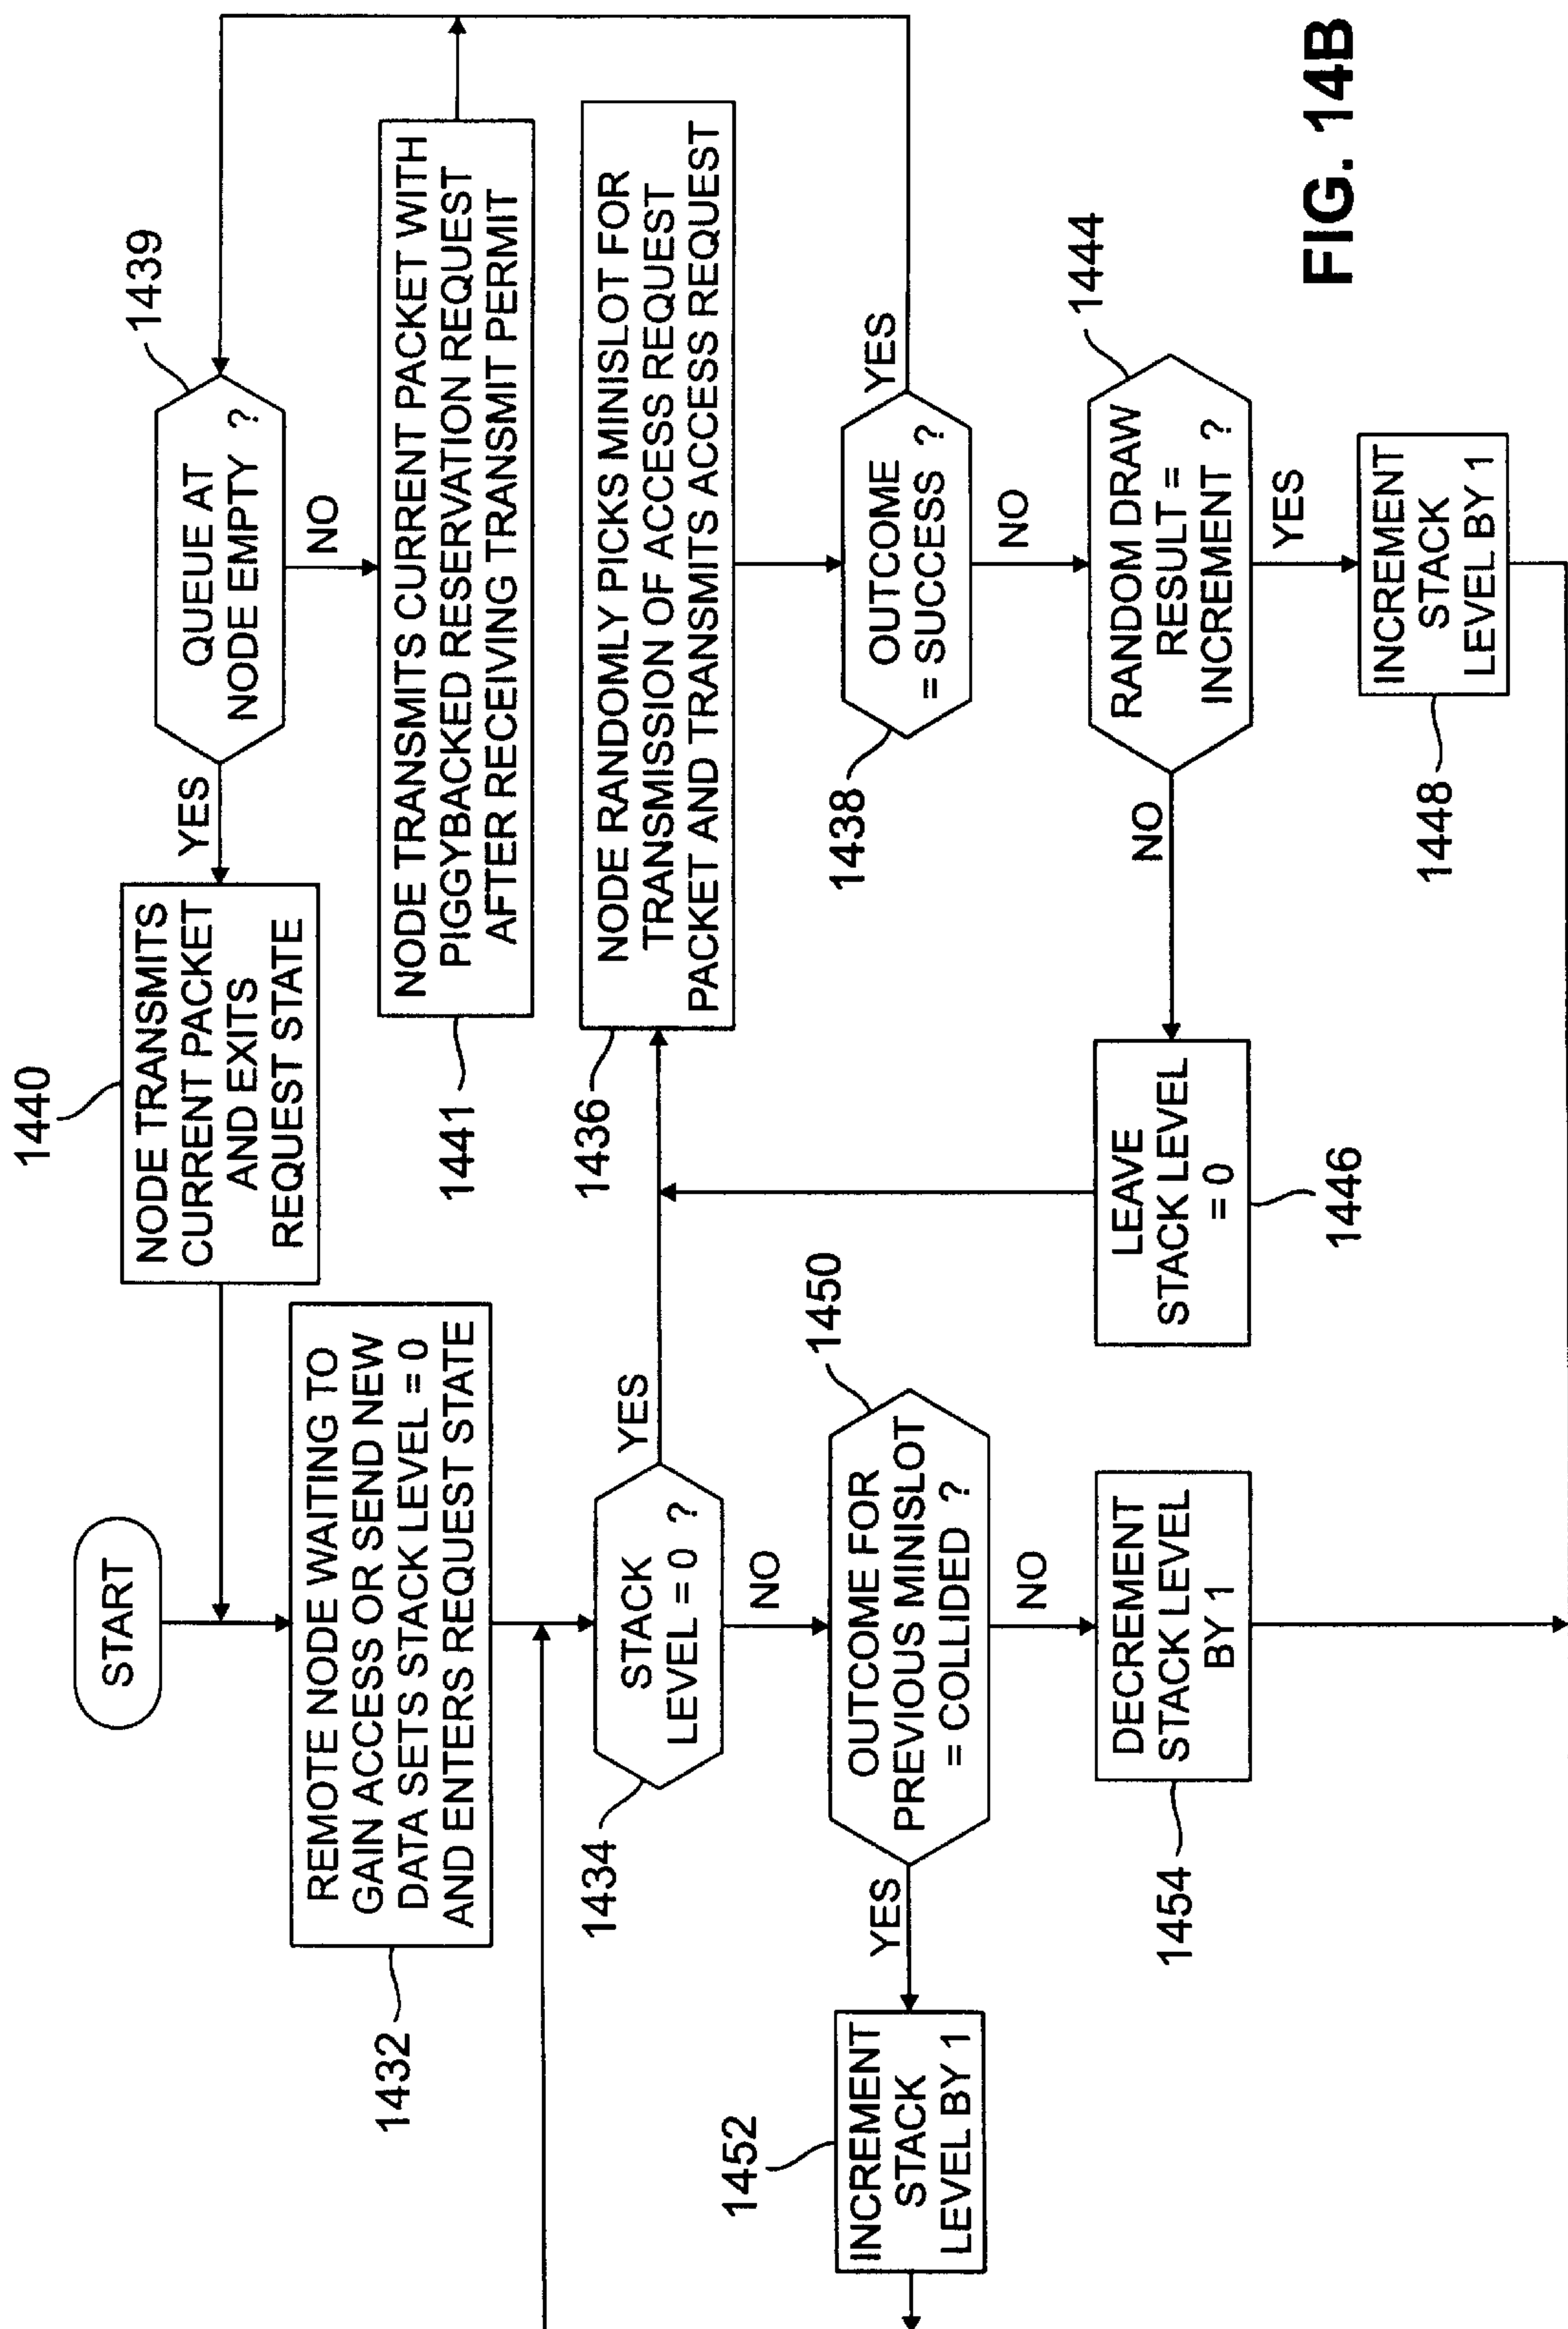 START
REMOTE NODE WAITING TO
GAIN ACCESS OR SEND NEW
DATA SETS STACK LEVEL = 0
AND ENTERS REQUEST STATE
1432
STACK
LEVEL = 0 ?
1434
YES
NO
OUTCOME FOR
PREVIOUS MINISLOT
= COLLIDED ?
1450
YES
NO
INCREMENT
STACK
LEVEL BY 1
1452
DECREMENT
STACK LEVEL
BY 1
1454
NODE TRANSMITS
CURRENT PACKET
AND EXITS
REQUEST STATE
1440
YES
QUEUE AT
NODE EMPTY ?
1439
NO
NODE TRANSMITS CURRENT PACKET WITH
PIGGYBACKED RESERVATION REQUEST
AFTER RECEIVING TRANSMIT PERMIT
1441
NODE RANDOMLY PICKS MINISLOT FOR
TRANSMISSION OF ACCESS REQUEST
PACKET AND TRANSMITS ACCESS REQUEST
1436
OUTCOME
= SUCCESS ?
1438
YES
NO
RANDOM DRAW
RESULT =
INCREMENT ?
1444
NO
YES
LEAVE
STACK LEVEL
= 0
1446
INCREMENT
STACK
LEVEL BY 1
1448
FIG. 14B